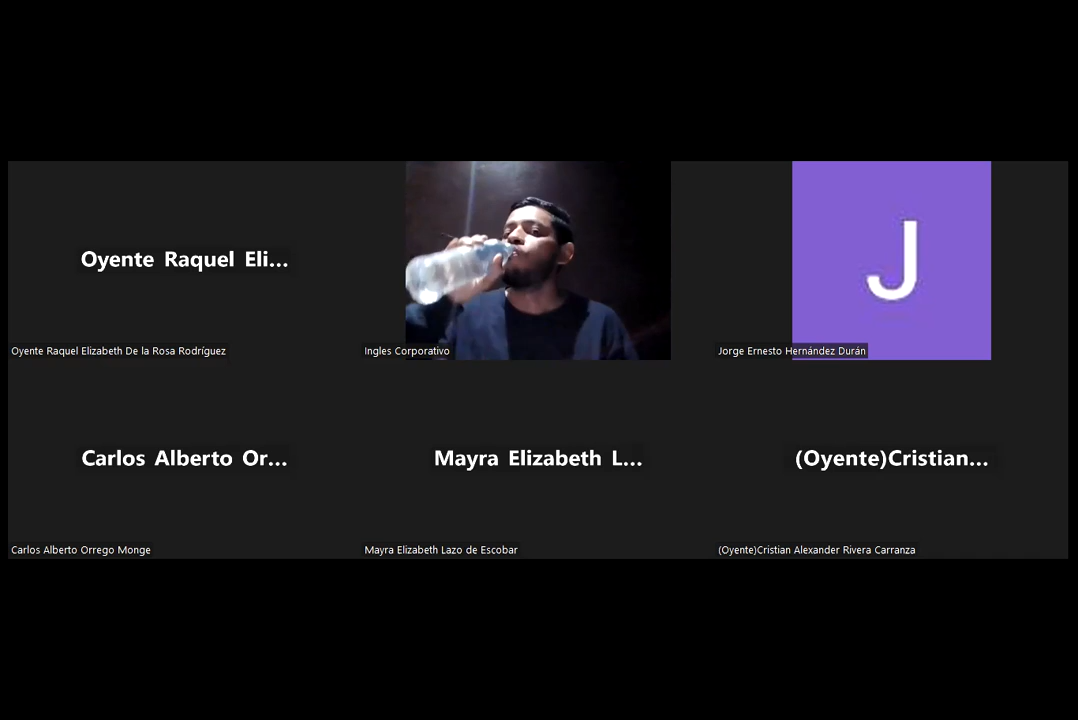 Oyente Raquel Eli...
Oyente Raquel Elizabeth De la Rosa Rodríguez
Ingles Corporativo
J
Jorge Ernesto Hernández Durán
Carlos Alberto Or...
Carlos Alberto Orrego Monge
Mayra Elizabeth L...
Mayra Elizabeth Lazo de Escobar
(Oyente)Cristian...
(Oyente)Cristian Alexander Rivera Carranza